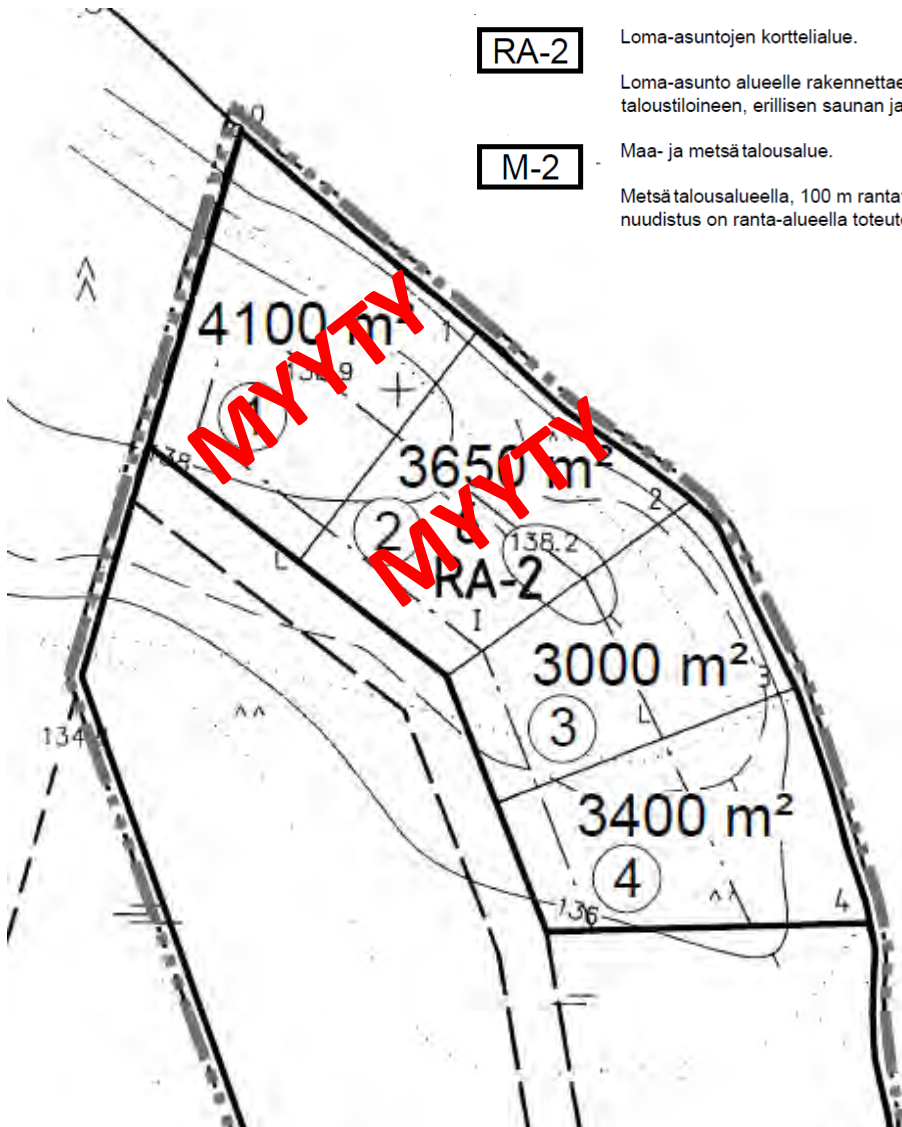 RA-2
Loma-asuntojen korttelialue.
Loma-asunto alueelle rakennettae
taloustiloineen, erillisen saunan ja
M-2
Maa- ja metsätalousalue.
Metsätalousalueella, 100 m ranta
nuudistus on ranta-alueella toteut
0
4100 m²
MYYTY
1
1
138
3650 m²
MYYTY
2
2
138.2
RA-2
I
3000 m²
3
3
3400 m²
4
4
136